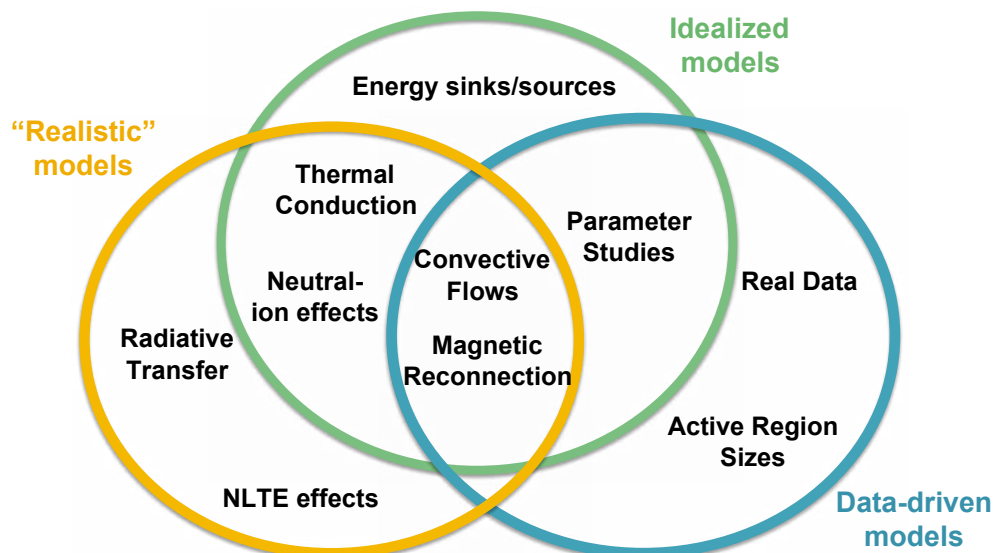 Idealized
models
Energy sinks/sources
“Realistic”
models
Thermal
Conduction
Parameter
Studies
Convective
Flows
Neutral-
ion effects
Real Data
Radiative
Transfer
Magnetic
Reconnection
Active Region
Sizes
NLTE effects
Data-driven
models